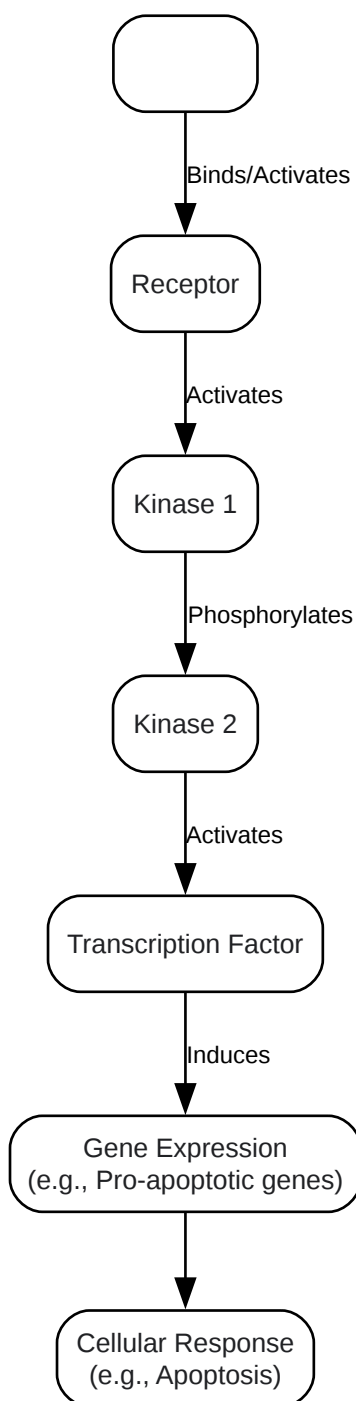 Binds/Activates
Receptor
Activates
Kinase 1
Phosphorylates
Kinase 2
Activates
Transcription Factor
Induces
Gene Expression
(e.g., Pro-apoptotic genes)
Cellular Response
(e.g., Apoptosis)